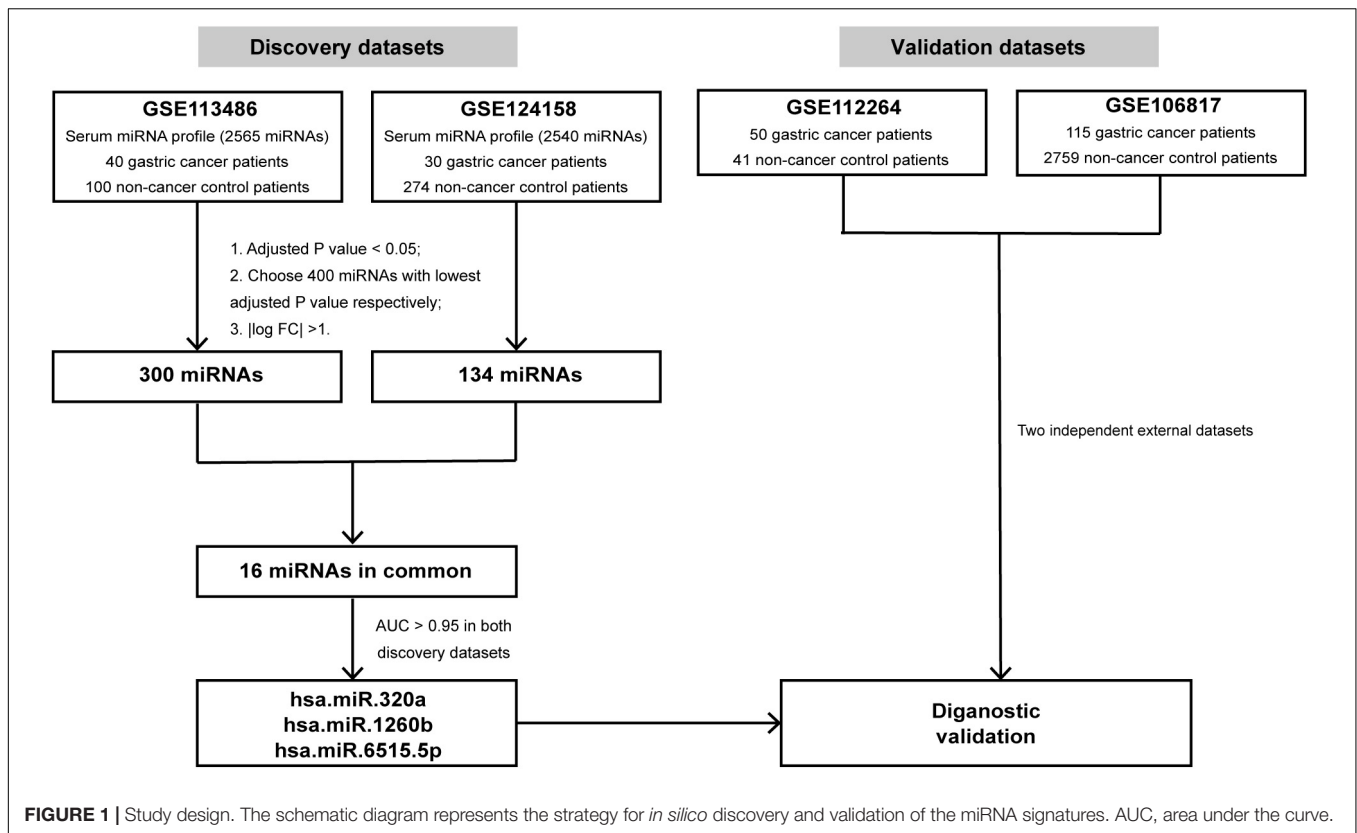 Discovery datasets
Validation datasets
GSE113486
Serum miRNA profile (2565 miRNAs)
40 gastric cancer patients
100 non-cancer control patients
GSE124158
Serum miRNA profile (2540 miRNAs)
30 gastric cancer patients
274 non-cancer control patients
GSE112264
50 gastric cancer patients
41 non-cancer control patients
GSE106817
115 gastric cancer patients
2759 non-cancer control patients
1. Adjusted P value < 0.05;
2. Choose 400 miRNAs with lowest
adjusted P value respectively;
3. |log FC| >1.
300 miRNAs
134 miRNAs
Two independent external datasets
16 miRNAs in common
AUC > 0.95 in both
discovery datasets
hsa.miR.320a
hsa.miR.1260b
hsa.miR.6515.5p
Diganostic
validation
FIGURE 1 | Study design. The schematic diagram represents the strategy for in silico discovery and validation of the miRNA signatures. AUC, area under the curve.